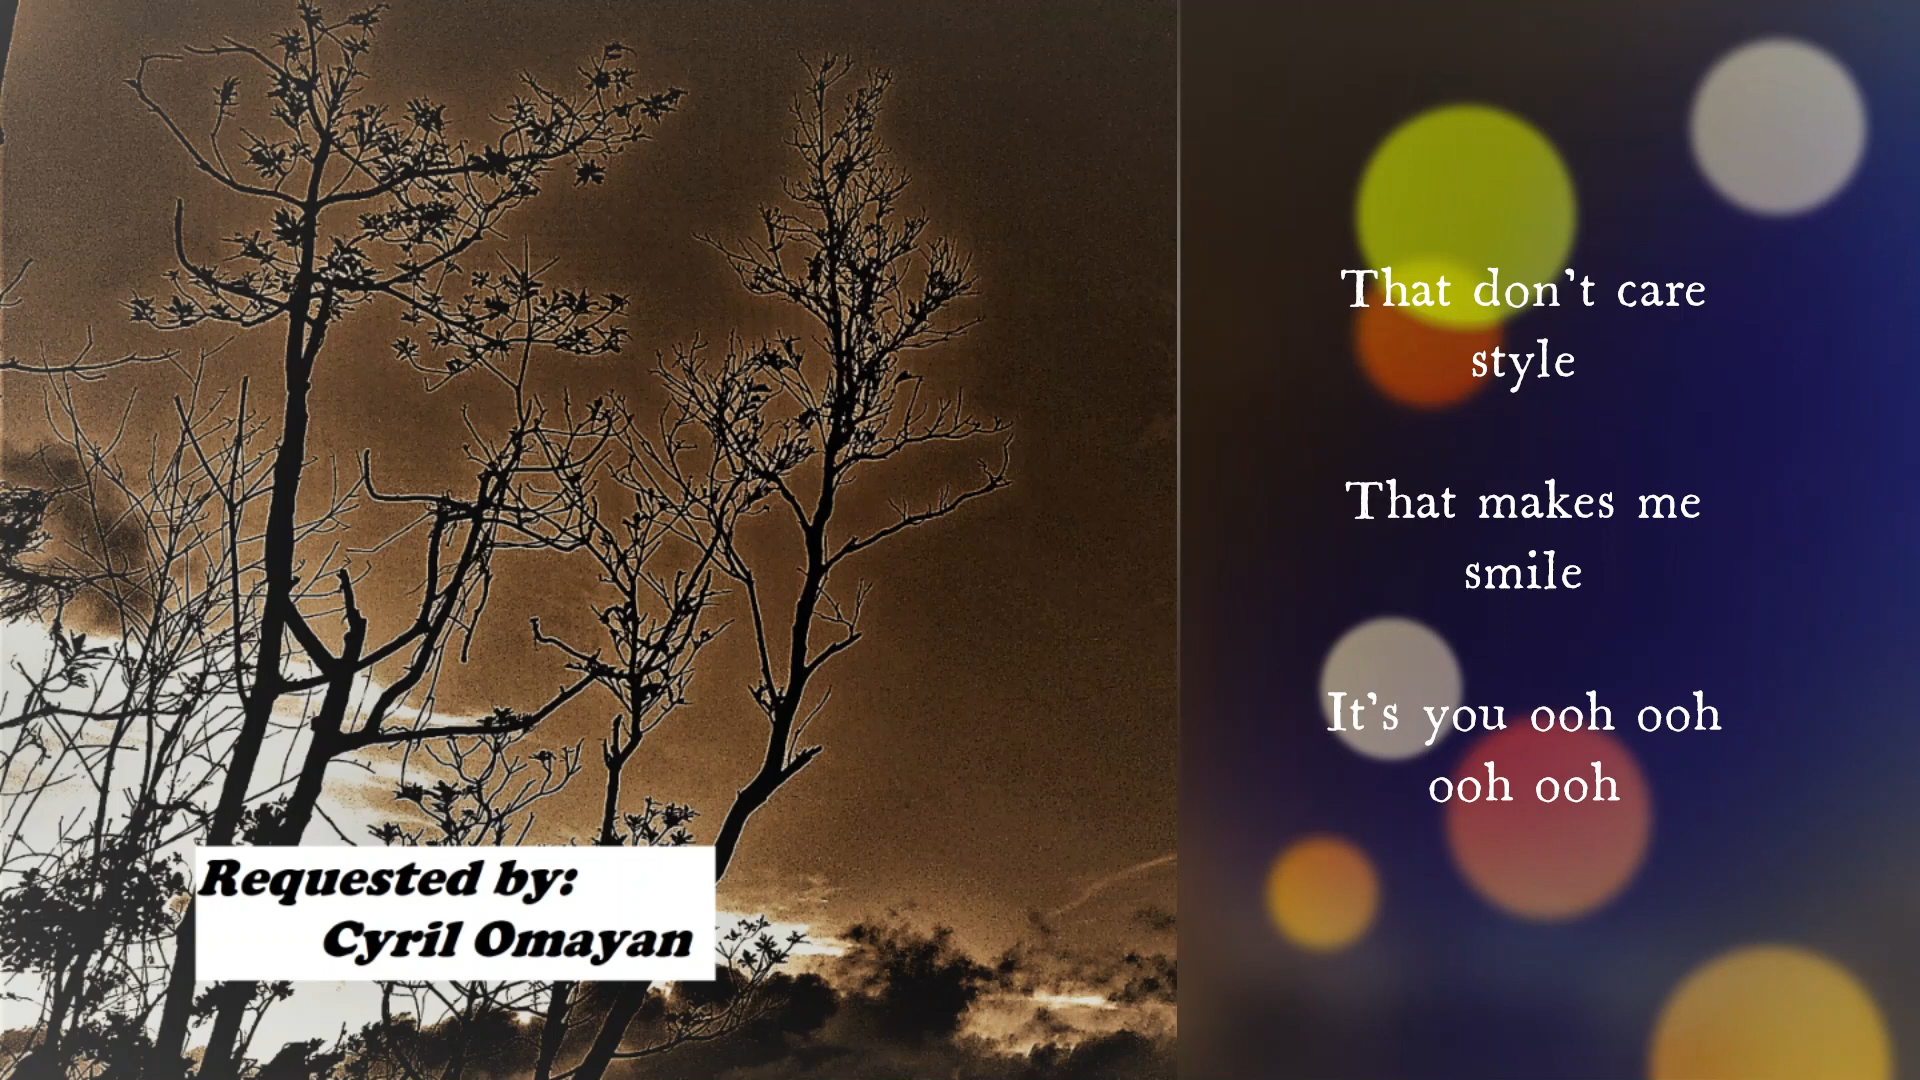 Requested by:
Cyril Omayan
That don't care
style
That makes me
smile
It's you ooh ooh
ooh ooh